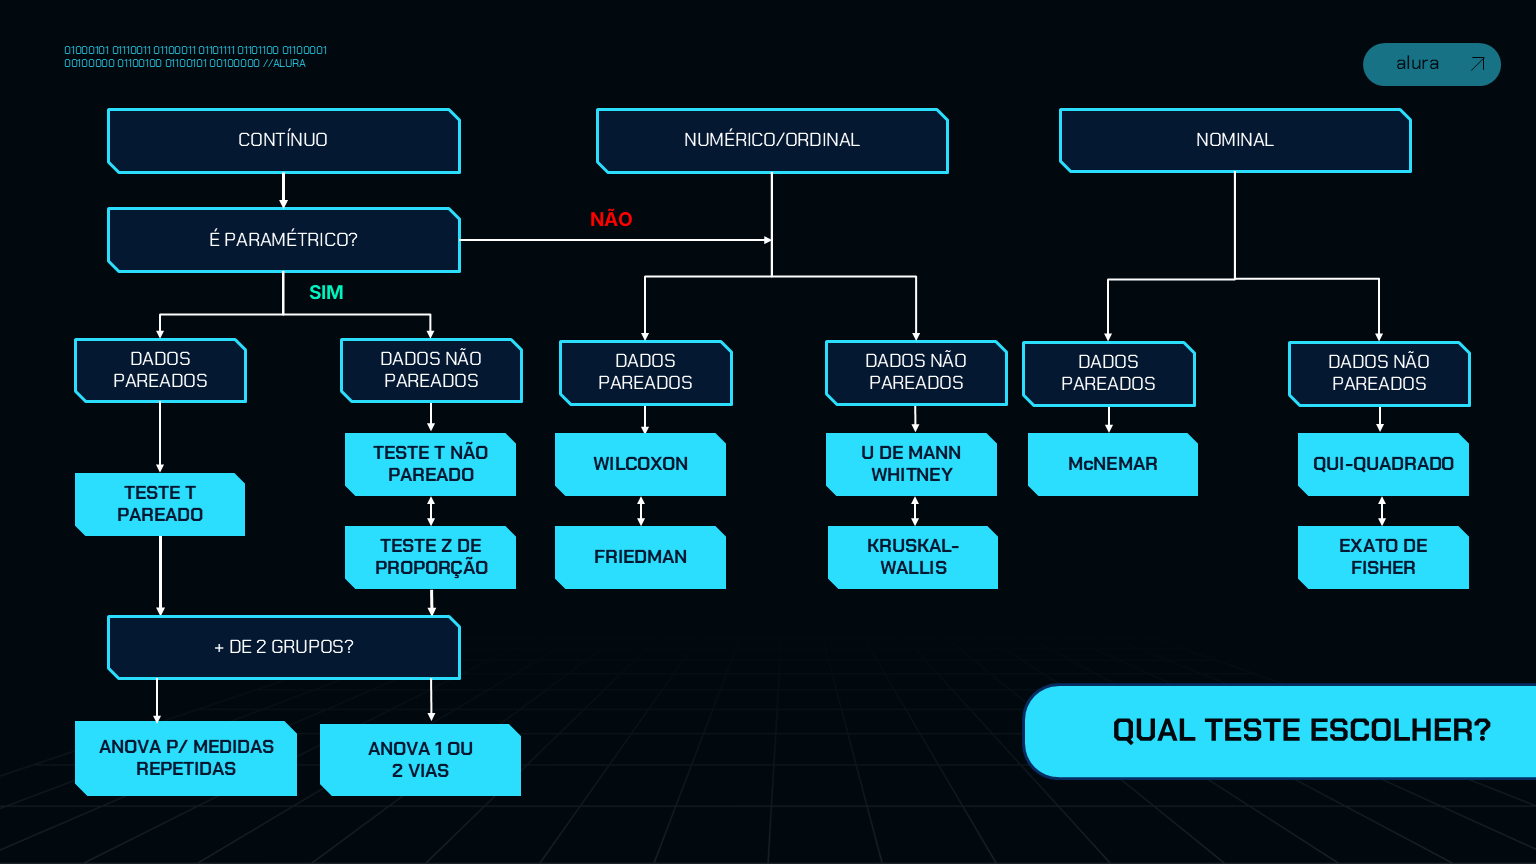 01000101 01110011 01100011 01101111 01101100 01100001
00100000 01100100 01100101 00100000 //ALURA
alura
CONTÍNUO
NUMÉRICO/ORDINAL
NOMINAL
É PARAMÉTRICO?
NÃO
SIM
DADOS
PAREADOS
DADOS NÃO
PAREADOS
DADOS
PAREADOS
DADOS NÃO
PAREADOS
DADOS
PAREADOS
DADOS NÃO
PAREADOS
TESTE T
PAREADO
TESTE T NÃO
PAREADO
WILCOXON
U DE MANN
WHITNEY
McNEMAR
QUI-QUADRADO
TESTE Z DE
PROPORÇÃO
FRIEDMAN
KRUSKAL-
WALLIS
EXATO DE
FISHER
+ DE 2 GRUPOS?
ANOVA P/ MEDIDAS
REPETIDAS
ANOVA 1 OU
2 VIAS
QUAL TESTE ESCOLHER?